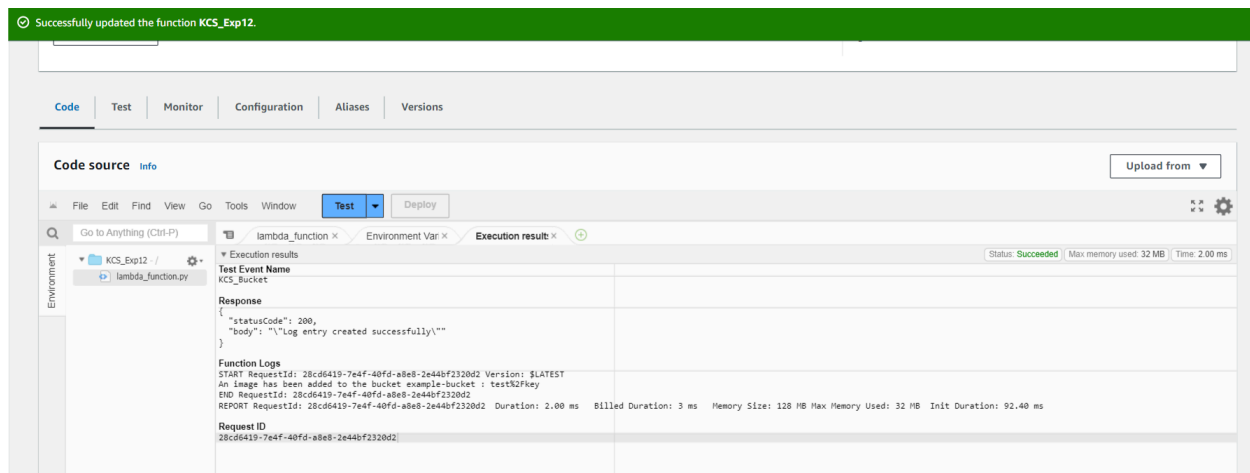 Successfully updated the function KCS_Exp12.
Code Test Monitor Configuration Aliases Versions
Code source Info
Upload from
File Edit Find View Go Tools Window Test Deploy
Go to Anything (Ctrl-P)
lambda_function Environment Var Execution results
Environment
KCS_Exp12 - /
lambda_function.py
Execution results
Status: Succeeded Max memory used: 32 MB Time: 2.00 ms
Test Event Name
KCS_Bucket
Response
{
"statusCode": 200,
"body": "\"Log entry created successfully\""
}
Function Logs
START RequestId: 28cd6419-7e4f-40fd-a8e8-2e44bf2320d2 Version: $LATEST
An image has been added to the bucket example-bucket : test%2Fkey
END RequestId: 28cd6419-7e4f-40fd-a8e8-2e44bf2320d2
REPORT RequestId: 28cd6419-7e4f-40fd-a8e8-2e44bf2320d2 Duration: 2.00 ms Billed Duration: 3 ms Memory Size: 128 MB Max Memory Used: 32 MB Init Duration: 92.40 ms
Request ID
28cd6419-7e4f-40fd-a8e8-2e44bf2320d2